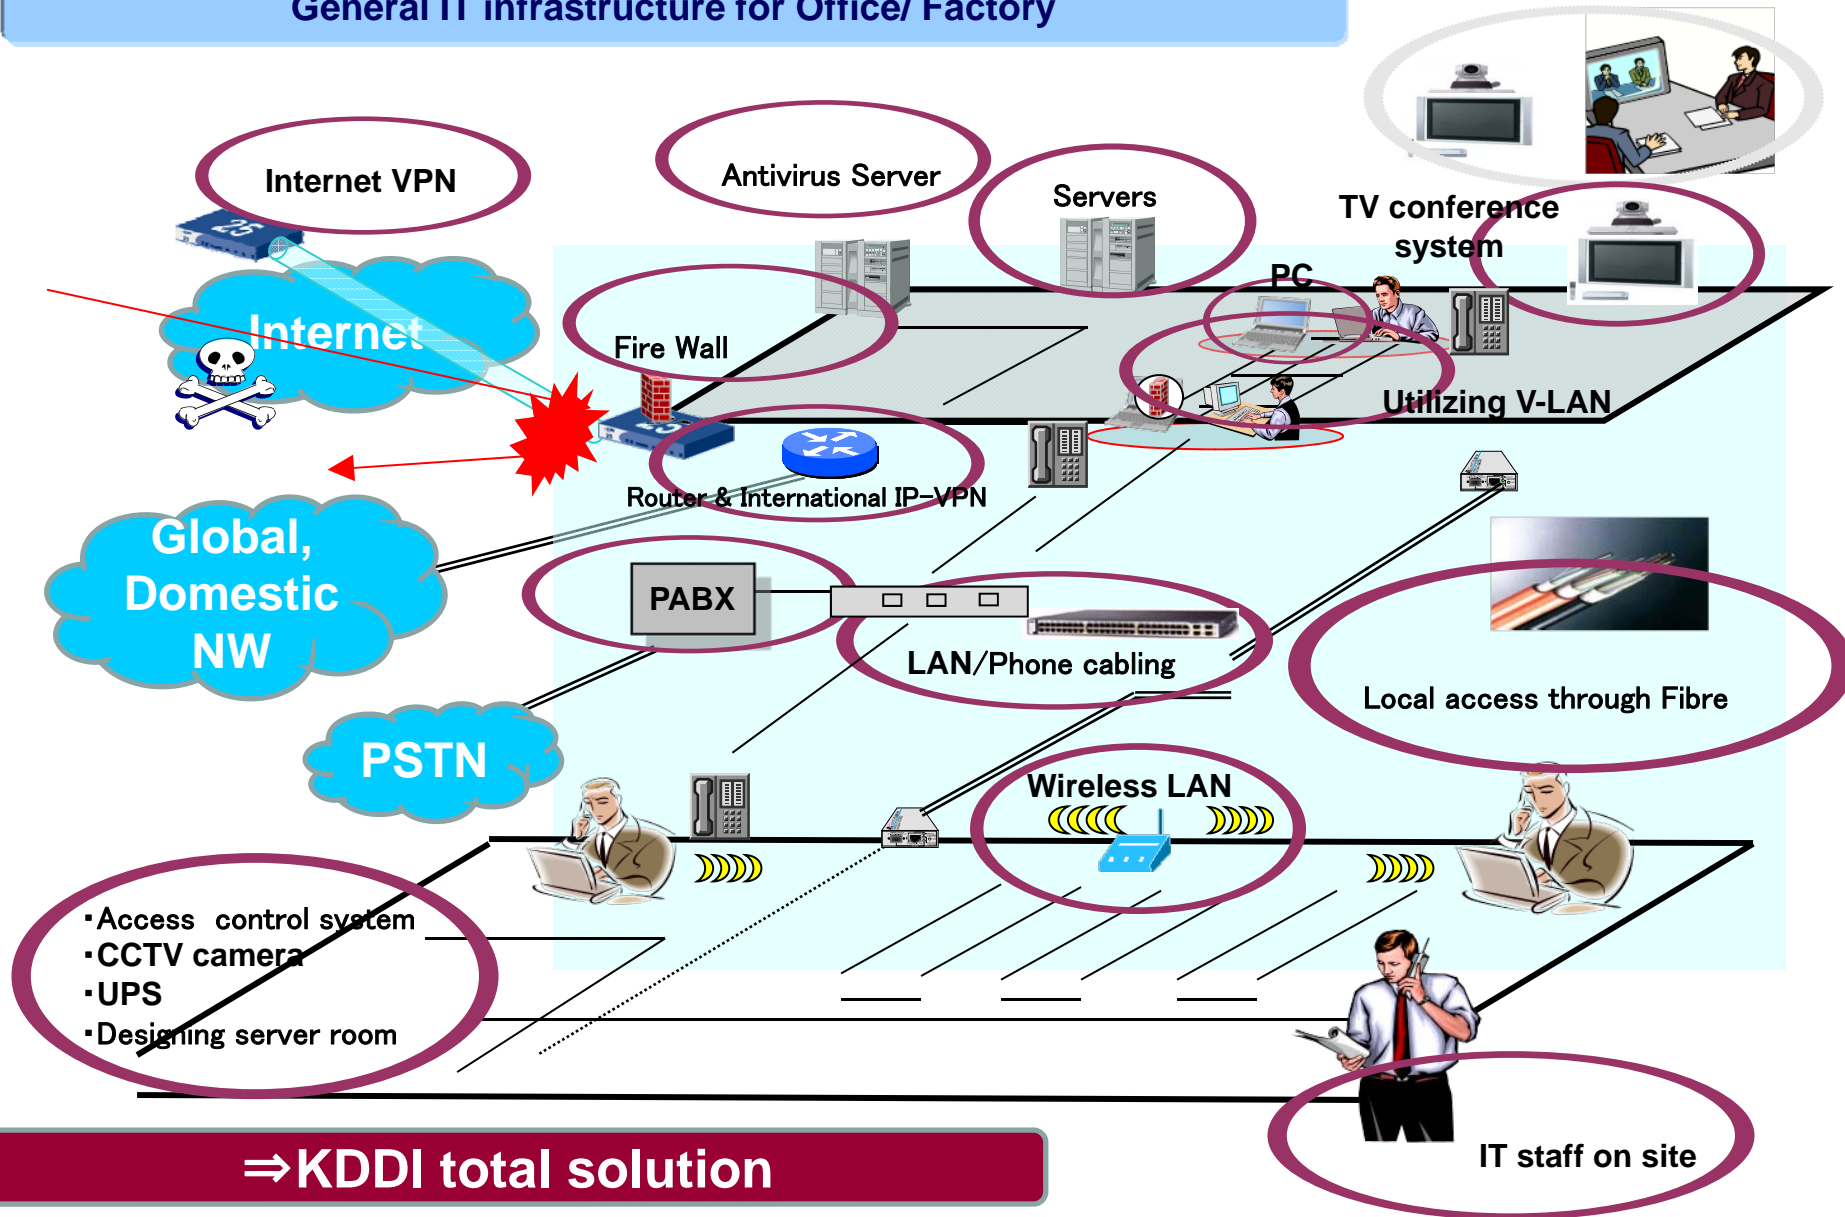 General IT infrastructure for Office/ Factory
Internet VPN
Antivirus Server
Servers
TV conference
system
PC
Internet
Fire Wall
Utilizing V-LAN
Router & International IP-VPN
Global,
Domestic
NW
PABX
LAN/Phone cabling
Local access through Fibre
PSTN
Wireless LAN
・Access control system
・CCTV camera
・UPS
・Designing server room
IT staff on site
⇒KDDI total solution